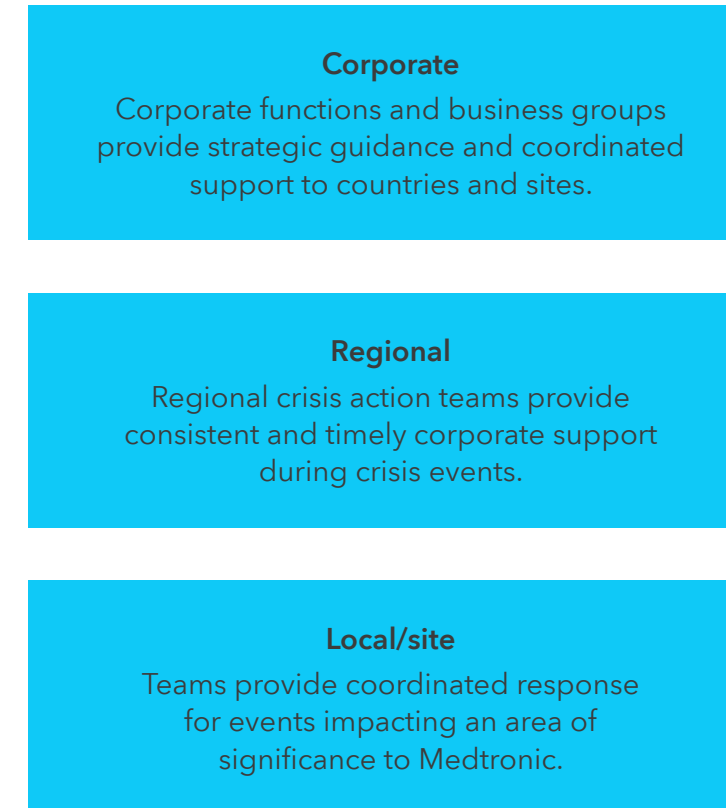 Corporate
Corporate functions and business groups
provide strategic guidance and coordinated
support to countries and sites.
Regional
Regional crisis action teams provide
consistent and timely corporate support
during crisis events.
Local/site
Teams provide coordinated response
for events impacting an area of
significance to Medtronic.